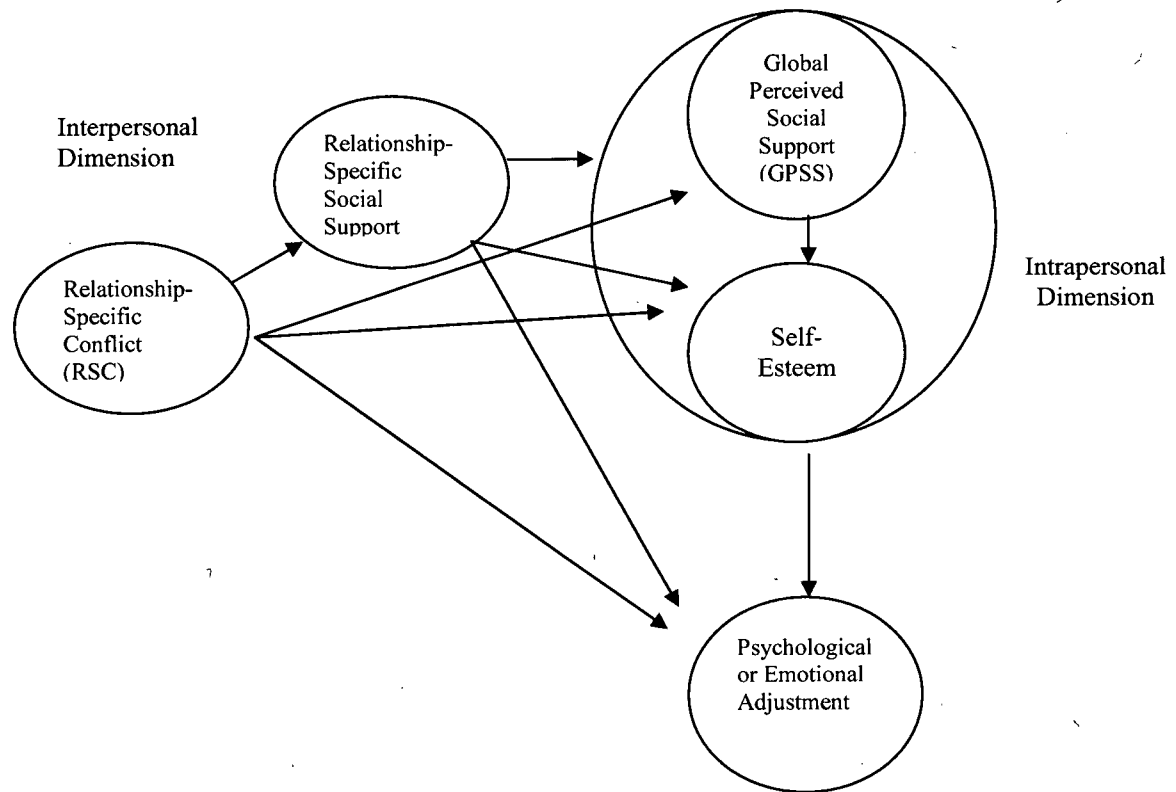 Interpersonal
Dimension
Relationship-
Specific
Social
Support
Relationship-
Specific
Conflict
(RSC)
Global
Perceived
Social
Support
(GPSS)
Self-
Esteem
Intrapersonal
Dimension
Psychological
or Emotional
Adjustment